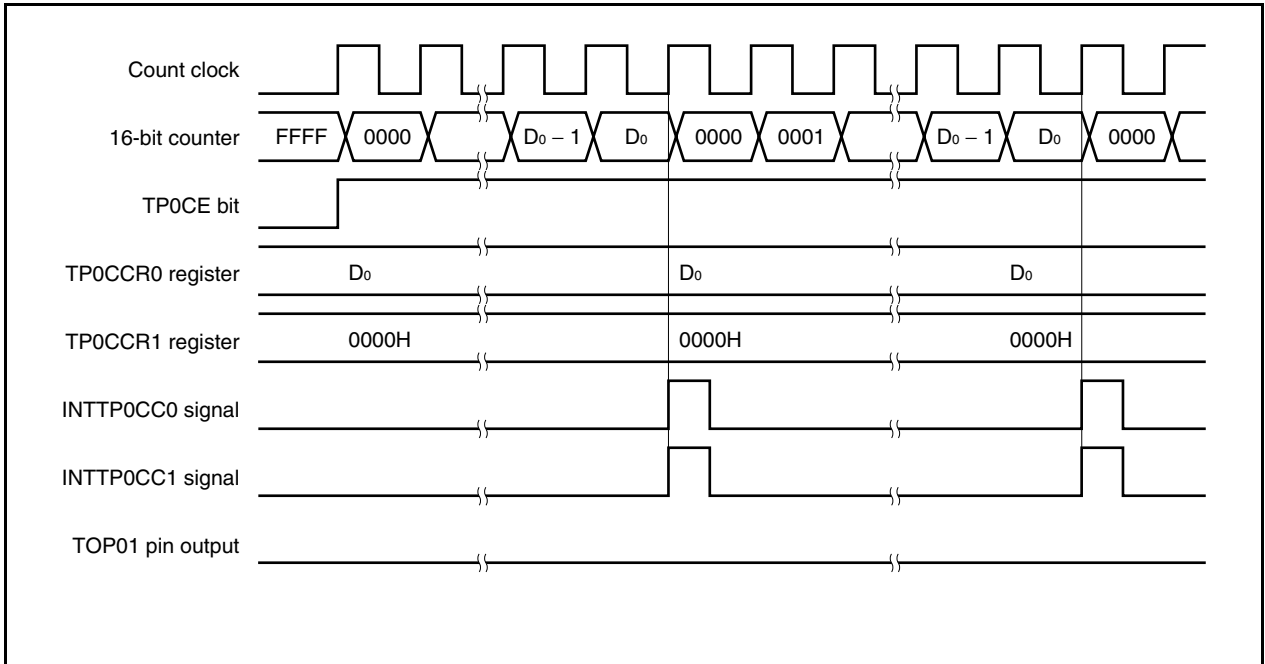 Count clock
16-bit counter FFFF 0000 D₀ − 1 D₀ 0000 0001 D₀ − 1 D₀ 0000
TP0CE bit
TP0CCR0 register D₀ D₀ D₀
TP0CCR1 register 0000H 0000H 0000H
INTTP0CC0 signal
INTTP0CC1 signal
TOP01 pin output